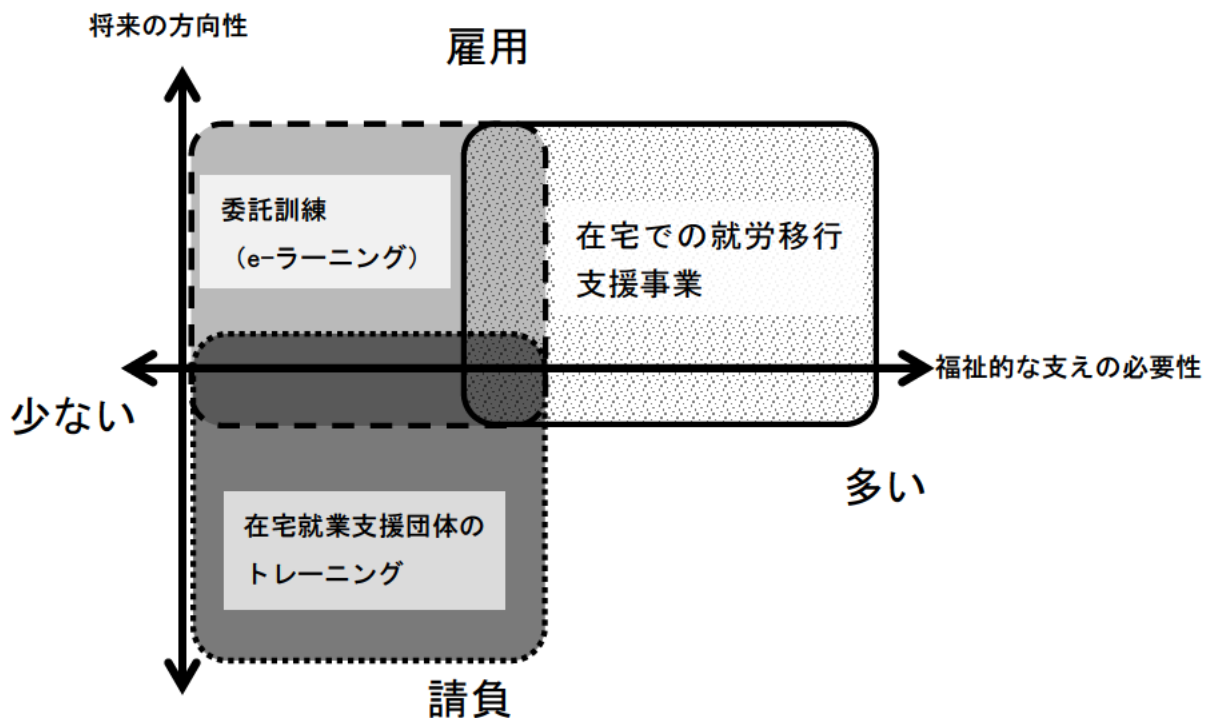 将来の方向性
雇用
委託訓練
（e-ラーニング）
在宅での就労移行
支援事業
福祉的な支えの必要性
少ない
多い
在宅就業支援団体の
トレーニング
請負